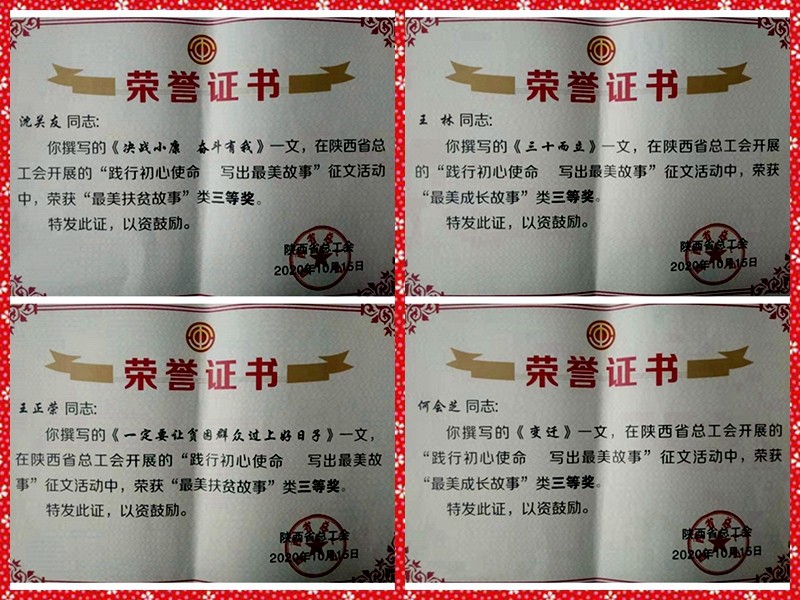 荣誉证书
沈关友 同志:
你撰写的《决战小康 奋斗有我》一文，在陕西省总
工会开展的“践行初心使命 写出最美故事”征文活动
中，荣获“最美扶贫故事”类三等奖。
特发此证，以资鼓励。
陕西省总工会
2020年10月15日
荣誉证书
王 林 同志:
你撰写的《三十而立》一文，在陕西省总工会开展
的“践行初心使命 写出最美故事”征文活动中，荣获
“最美成长故事”类三等奖。
特发此证，以资鼓励。
陕西省总工会
2020年10月15日
荣誉证书
王正荣 同志:
你撰写的《一定要让贫困群众过上好日子》一文，
在陕西省总工会开展的“践行初心使命 写出最美故
事”征文活动中，荣获“最美扶贫故事”类三等奖。
特发此证，以资鼓励。
陕西省总工会
2020年10月15日
荣誉证书
何会芝 同志:
你撰写的《变迁》一文，在陕西省总工会开展的
“践行初心使命 写出最美故事”征文活动中，荣获
“最美成长故事”类三等奖。
特发此证，以资鼓励。
陕西省总工会
2020年10月15日